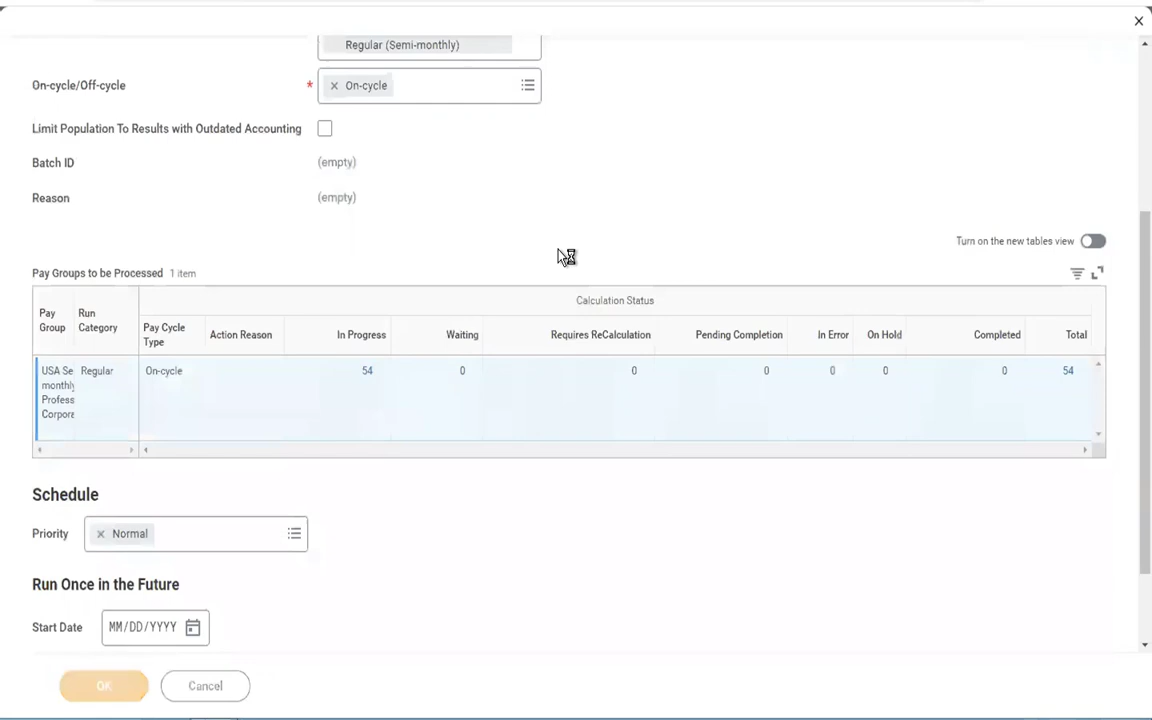 Regular (Semi-monthly)
On-cycle/Off-cycle * × On-cycle
Limit Population To Results with Outdated Accounting
Batch ID (empty)
Reason (empty)
Turn on the new tables view
Pay Groups to be Processed 1 item
Calculation Status
Pay Group Run Category Pay Cycle Type Action Reason In Progress Waiting Requires ReCalculation Pending Completion In Error On Hold Completed Total
USA Se Regular On-cycle 54 0 0 0 0 0 0 54
monthly
Profess
Corpora
Schedule
Priority × Normal
Run Once in the Future
Start Date MM/DD/YYYY
OK Cancel